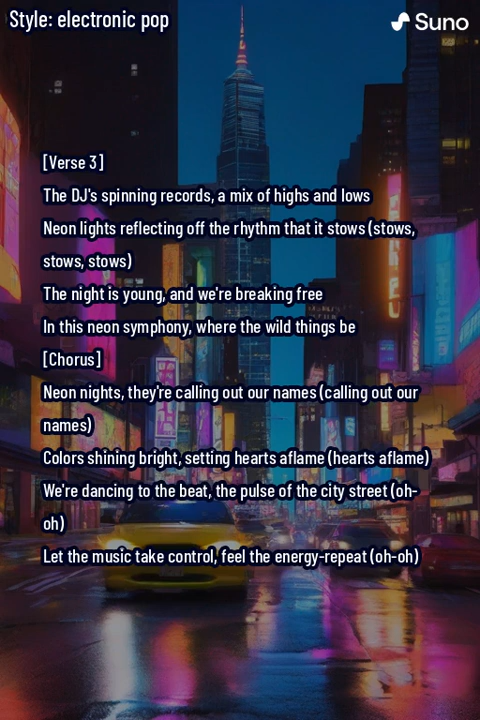 Style: electronic pop
Suno
[Verse 3]
The DJ's spinning records, a mix of highs and lows
Neon lights reflecting off the rhythm that it stows (stows,
stows, stows)
The night is young, and we're breaking free
In this neon symphony, where the wild things be
[Chorus]
Neon nights, they're calling out our names (calling out our
names)
Colors shining bright, setting hearts aflame (hearts aflame)
We're dancing to the beat, the pulse of the city street (oh-
oh)
Let the music take control, feel the energy-repeat (oh-oh)